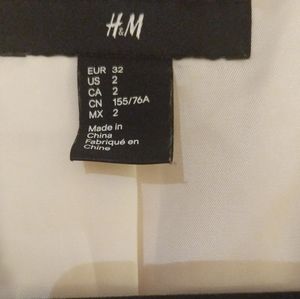 H&M
EUR 32
US 2
CA 2
CN 155/76A
MX 2
Made in
China
Fabriqué en
Chine